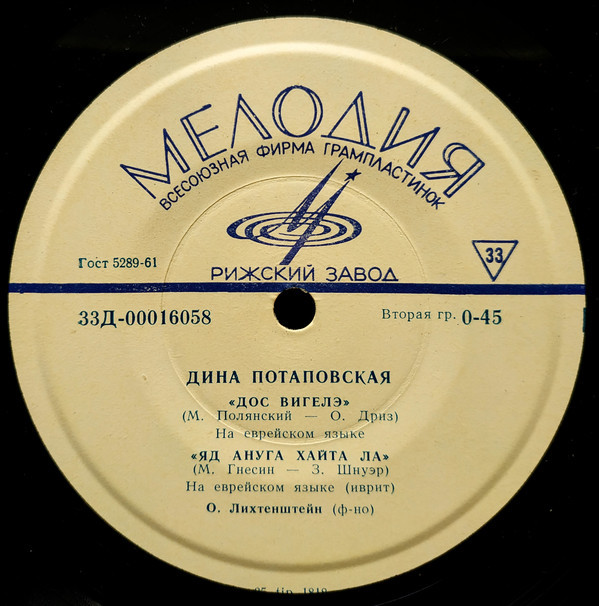 МЕЛОДИЯ
ВСЕСОЮЗНАЯ ФИРМА ГРАМПЛАСТИНОК
РИЖСКИЙ ЗАВОД
33
Гост 5289-61
33Д-00016058
Вторая гр. 0-45
ДИНА ПОТАПОВСКАЯ
«ДОС ВИГЕЛЭ»
(М. Полянский — О. Дриз)
На еврейском языке
«ЯД АНУГА ХАЙТА ЛА»
(М. Гнесин — З. Шнуэр)
На еврейском языке (иврит)
О. Лихтенштейн (ф-но)